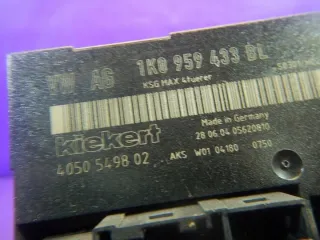 VW AG 1K0 959 433 BL
KSG MAX 4tuerer
Made in Germany
kiekert 28 06 04 05620810
4050 5498 02 AKS W01 04180 0750